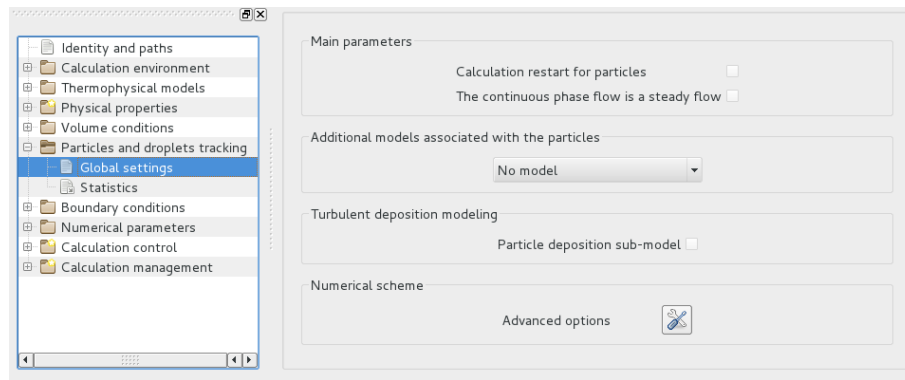 Identity and paths
Calculation environment
Thermophysical models
Physical properties
Volume conditions
Particles and droplets tracking
Global settings
Statistics
Boundary conditions
Numerical parameters
Calculation control
Calculation management
Main parameters
Calculation restart for particles
The continuous phase flow is a steady flow
Additional models associated with the particles
No model
Turbulent deposition modeling
Particle deposition sub-model
Numerical scheme
Advanced options